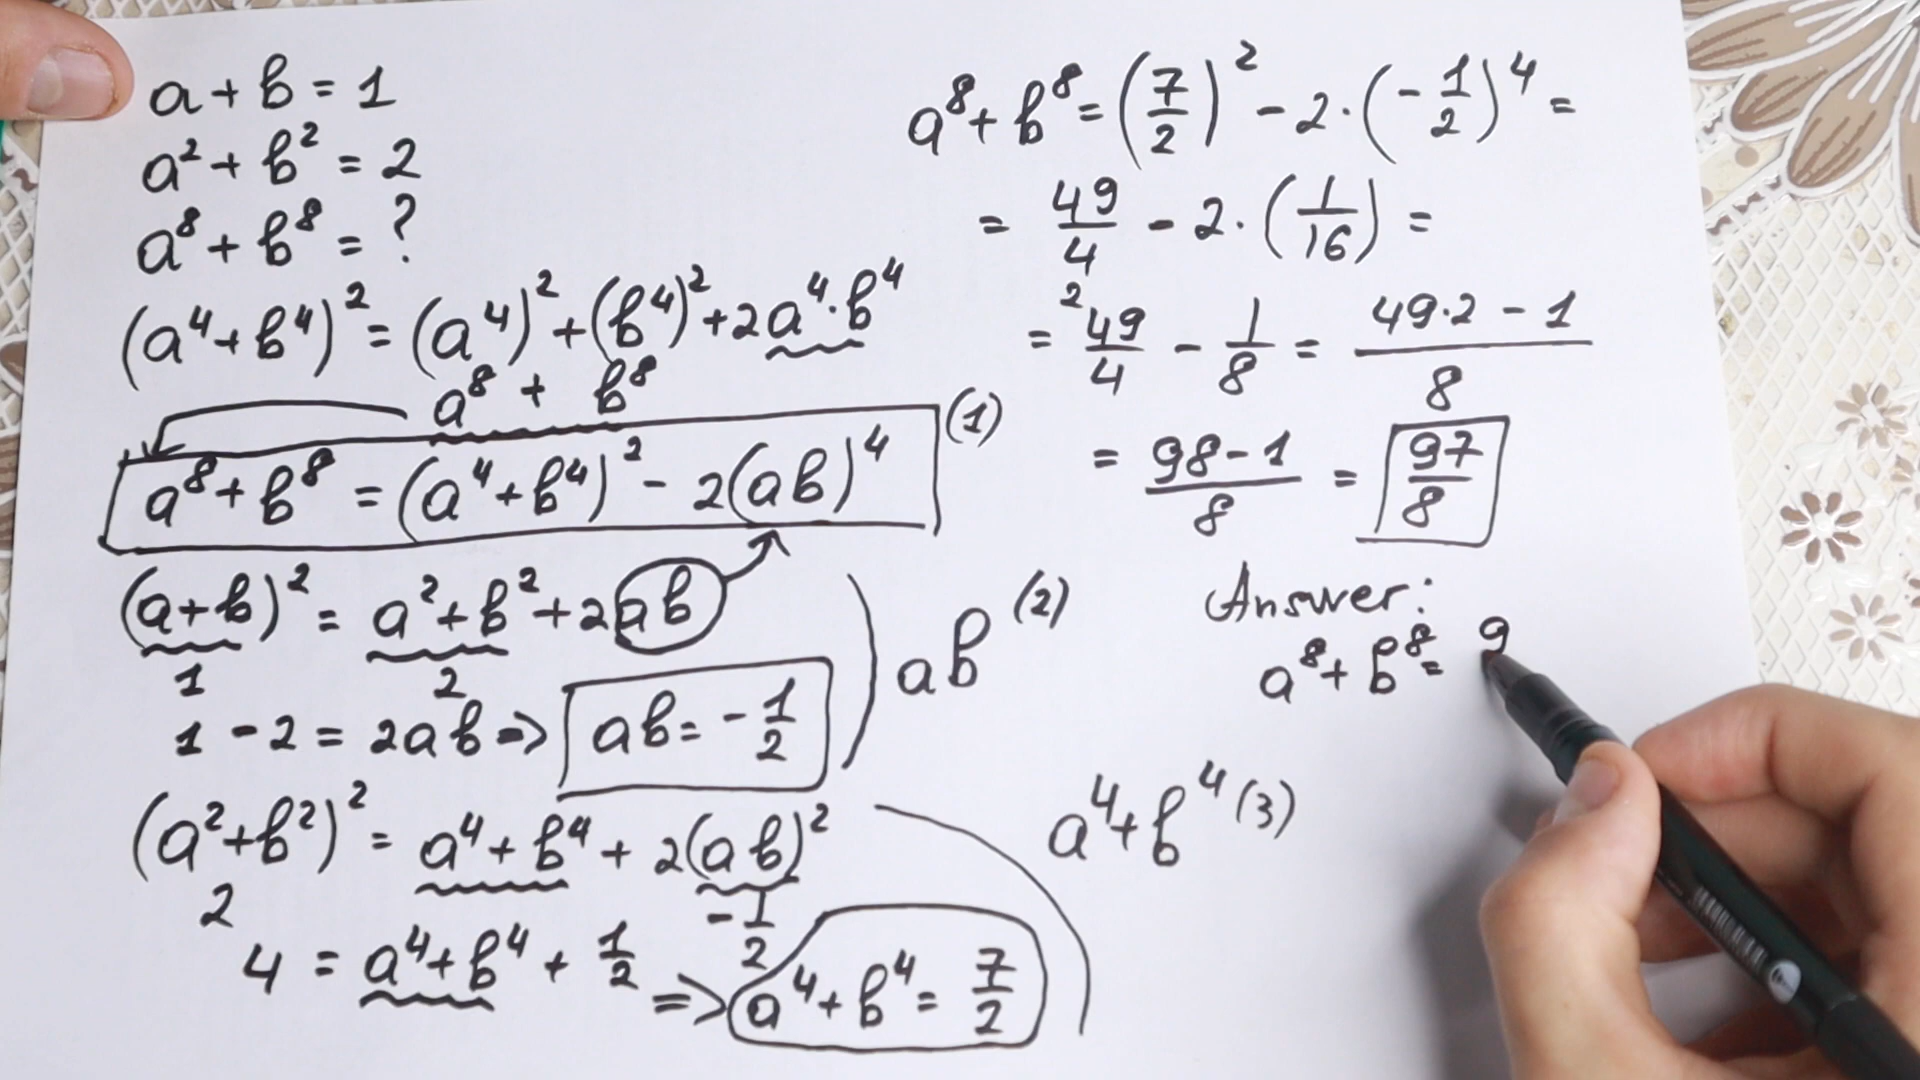 a + b = 1
a² + b² = 2
a⁸ + b⁸ = ?
(a⁴ + b⁴)² = (a⁴)² + (b⁴)² + 2a⁴·b⁴
a⁸ + b⁸
a⁸ + b⁸ = (a⁴ + b⁴)² - 2(ab)⁴ (1)
(a + b)² = a² + b² + 2ab
1 2
1 - 2 = 2ab => ab = -1/2
ab (2)
(a² + b²)² = a⁴ + b⁴ + 2(ab)²
2 -1/2
4 = a⁴ + b⁴ + 1/2 => a⁴ + b⁴ = 7/2
a⁴ + b⁴ (3)
a⁸ + b⁸ = (7/2)² - 2·(-1/2)⁴ =
= 49/4 - 2·(1/16) =
= ²49/4 - 1/8 = (49·2 - 1)/8
= (98 - 1)/8 = 97/8
Answer:
a⁸ + b⁸ = 9